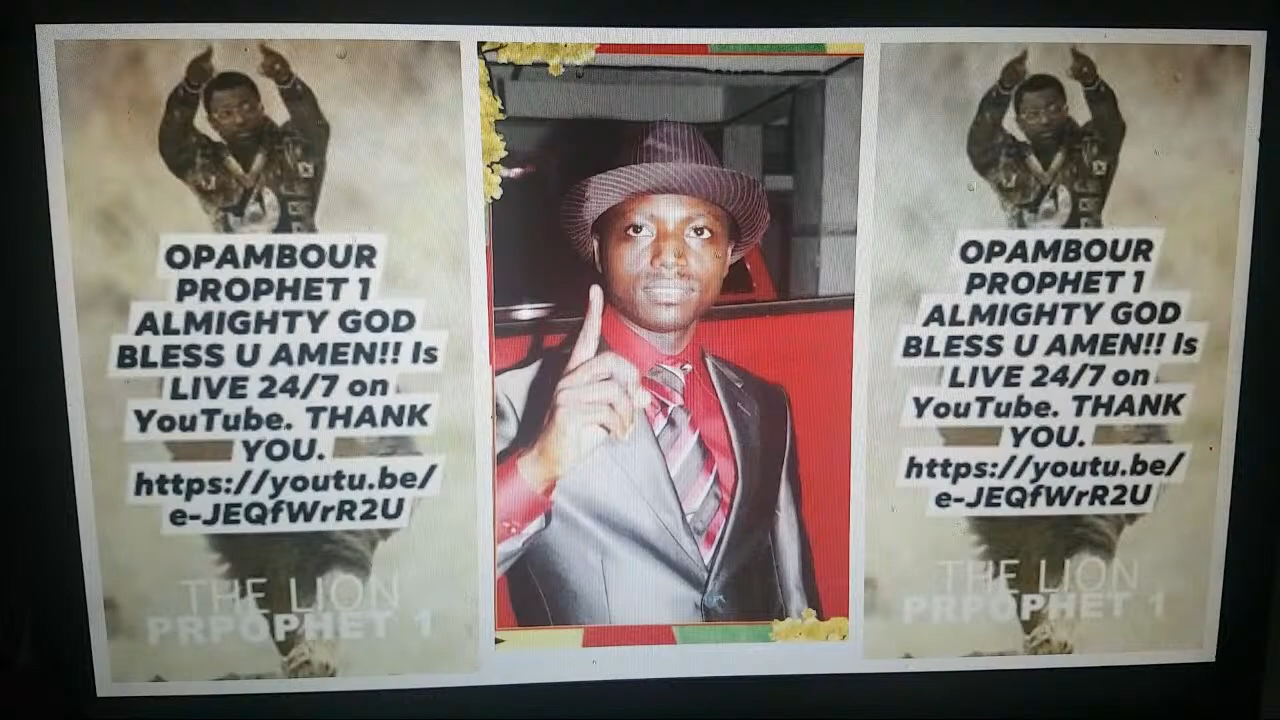 OPAMBOUR
PROPHET 1
ALMIGHTY GOD
BLESS U AMEN!! Is
LIVE 24/7 on
YouTube. THANK
YOU.
https://youtu.be/
e-JEQfWrR2U
THE LION
PRPOPHET 1
OPAMBOUR
PROPHET 1
ALMIGHTY GOD
BLESS U AMEN!! Is
LIVE 24/7 on
YouTube. THANK
YOU.
https://youtu.be/
e-JEQfWrR2U
THE LION
PRPOPHET 1